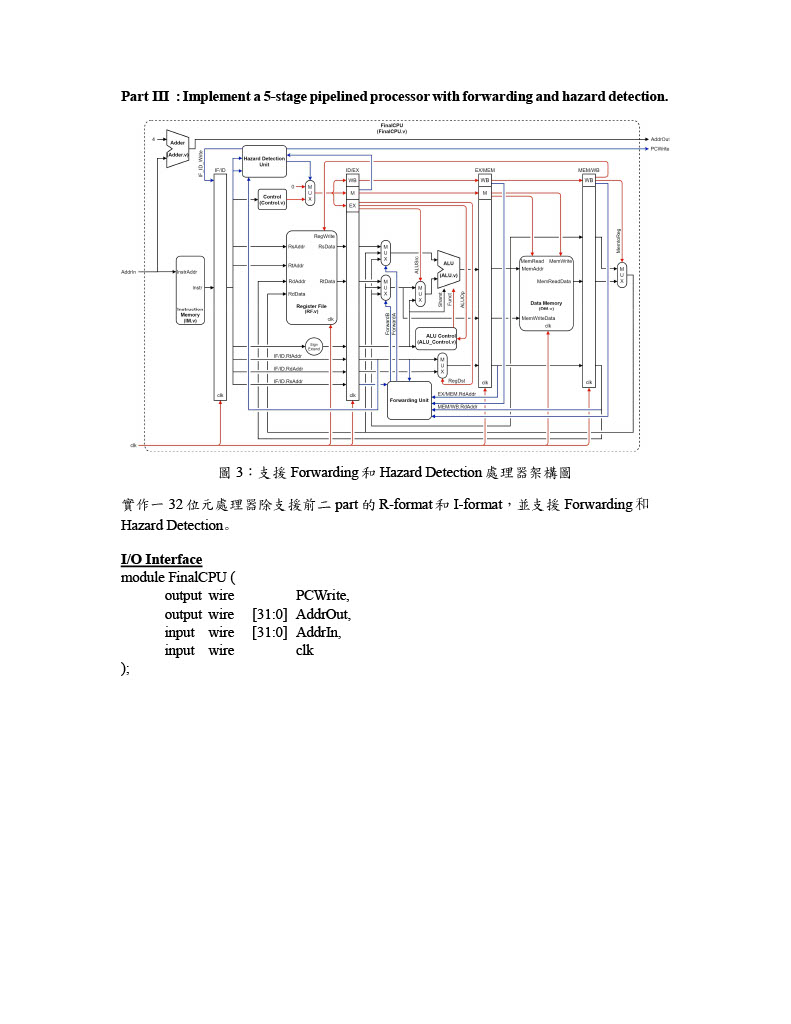 Part III : Implement a 5-stage pipelined processor with forwarding and hazard detection.
FinalCPU
(FinalCPU.v)
4
Adder
(Adder.v)
AddrOut
PCWrite
IF_ID_Write
Hazard Detection
Unit
IF/ID
ID/EX
EX/MEM
MEM/WB
0
M
U
X
WB
M
EX
WB
M
WB
Control
(Control.v)
MemtoReg
RegWrite
RsAddr
RsData
RtAddr
RdAddr
RtData
RdData
Register File
(RF.v)
clk
M
U
X
M
U
X
ALUSrc
M
U
X
ALU
(ALU.v)
Shamt
Funct
ALUOp
MemRead
MemWrite
MemAddr
MemReadData
Data Memory
(DM.v)
MemWriteData
clk
M
U
X
AddrIn
InstrAddr
Instr
Instruction
Memory
(IM.v)
ForwardB
ForwardA
ALU Control
(ALU_Control.v)
Sign
Extend
IF/ID.RtAddr
IF/ID.RdAddr
IF/ID.RsAddr
M
U
X
RegDst
clk
clk
clk
clk
Forwarding Unit
EX/MEM.RdAddr
MEM/WB.RdAddr
clk
圖 3：支援 Forwarding 和 Hazard Detection 處理器架構圖
實作一 32 位元處理器除支援前二 part 的 R-format 和 I-format，並支援 Forwarding 和
Hazard Detection。
I/O Interface
module FinalCPU (
output wire PCWrite,
output wire [31:0] AddrOut,
input wire [31:0] AddrIn,
input wire clk
);